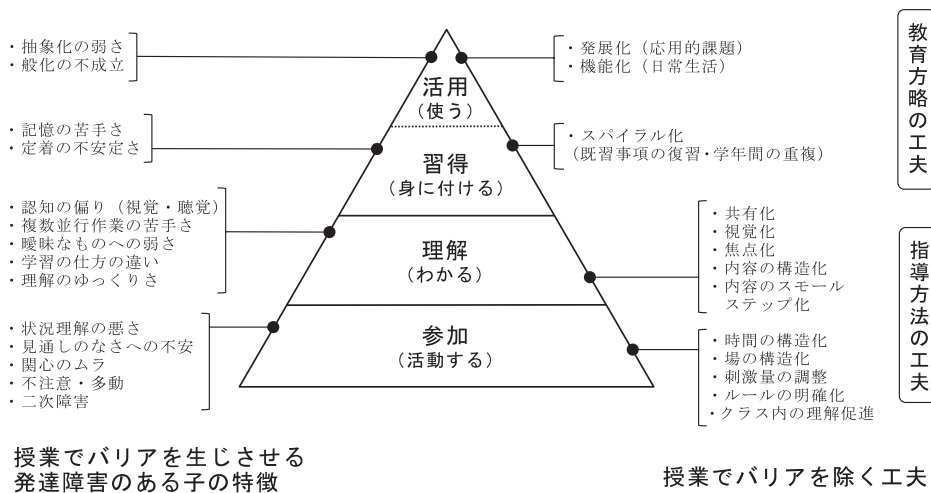 ・抽象化の弱さ
・般化の不成立
・記憶の苦手さ
・定着の不安定さ
・認知の偏り（視覚・聴覚）
・複数並行作業の苦手さ
・曖昧なものへの弱さ
・学習の仕方の違い
・理解のゆっくりさ
・状況理解の悪さ
・見通しのなさへの不安
・関心のムラ
・不注意・多動
・二次障害
授業でバリアを生じさせる
発達障害のある子の特徴
活用
（使う）
習得
（身に付ける）
理解
（わかる）
参加
（活動する）
・発展化（応用的課題）
・機能化（日常生活）
・スパイラル化
（既習事項の復習・学年間の重複）
・共有化
・視覚化
・焦点化
・内容の構造化
・内容のスモール
ステップ化
・時間の構造化
・場の構造化
・刺激量の調整
・ルールの明確化
・クラス内の理解促進
授業でバリアを除く工夫
教育方略の工夫
指導方法の工夫